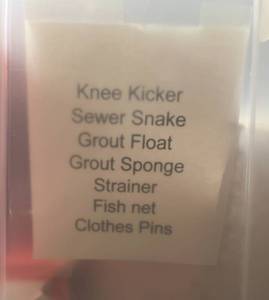 Knee Kicker
Sewer Snake
Grout Float
Grout Sponge
Strainer
Fish net
Clothes Pins